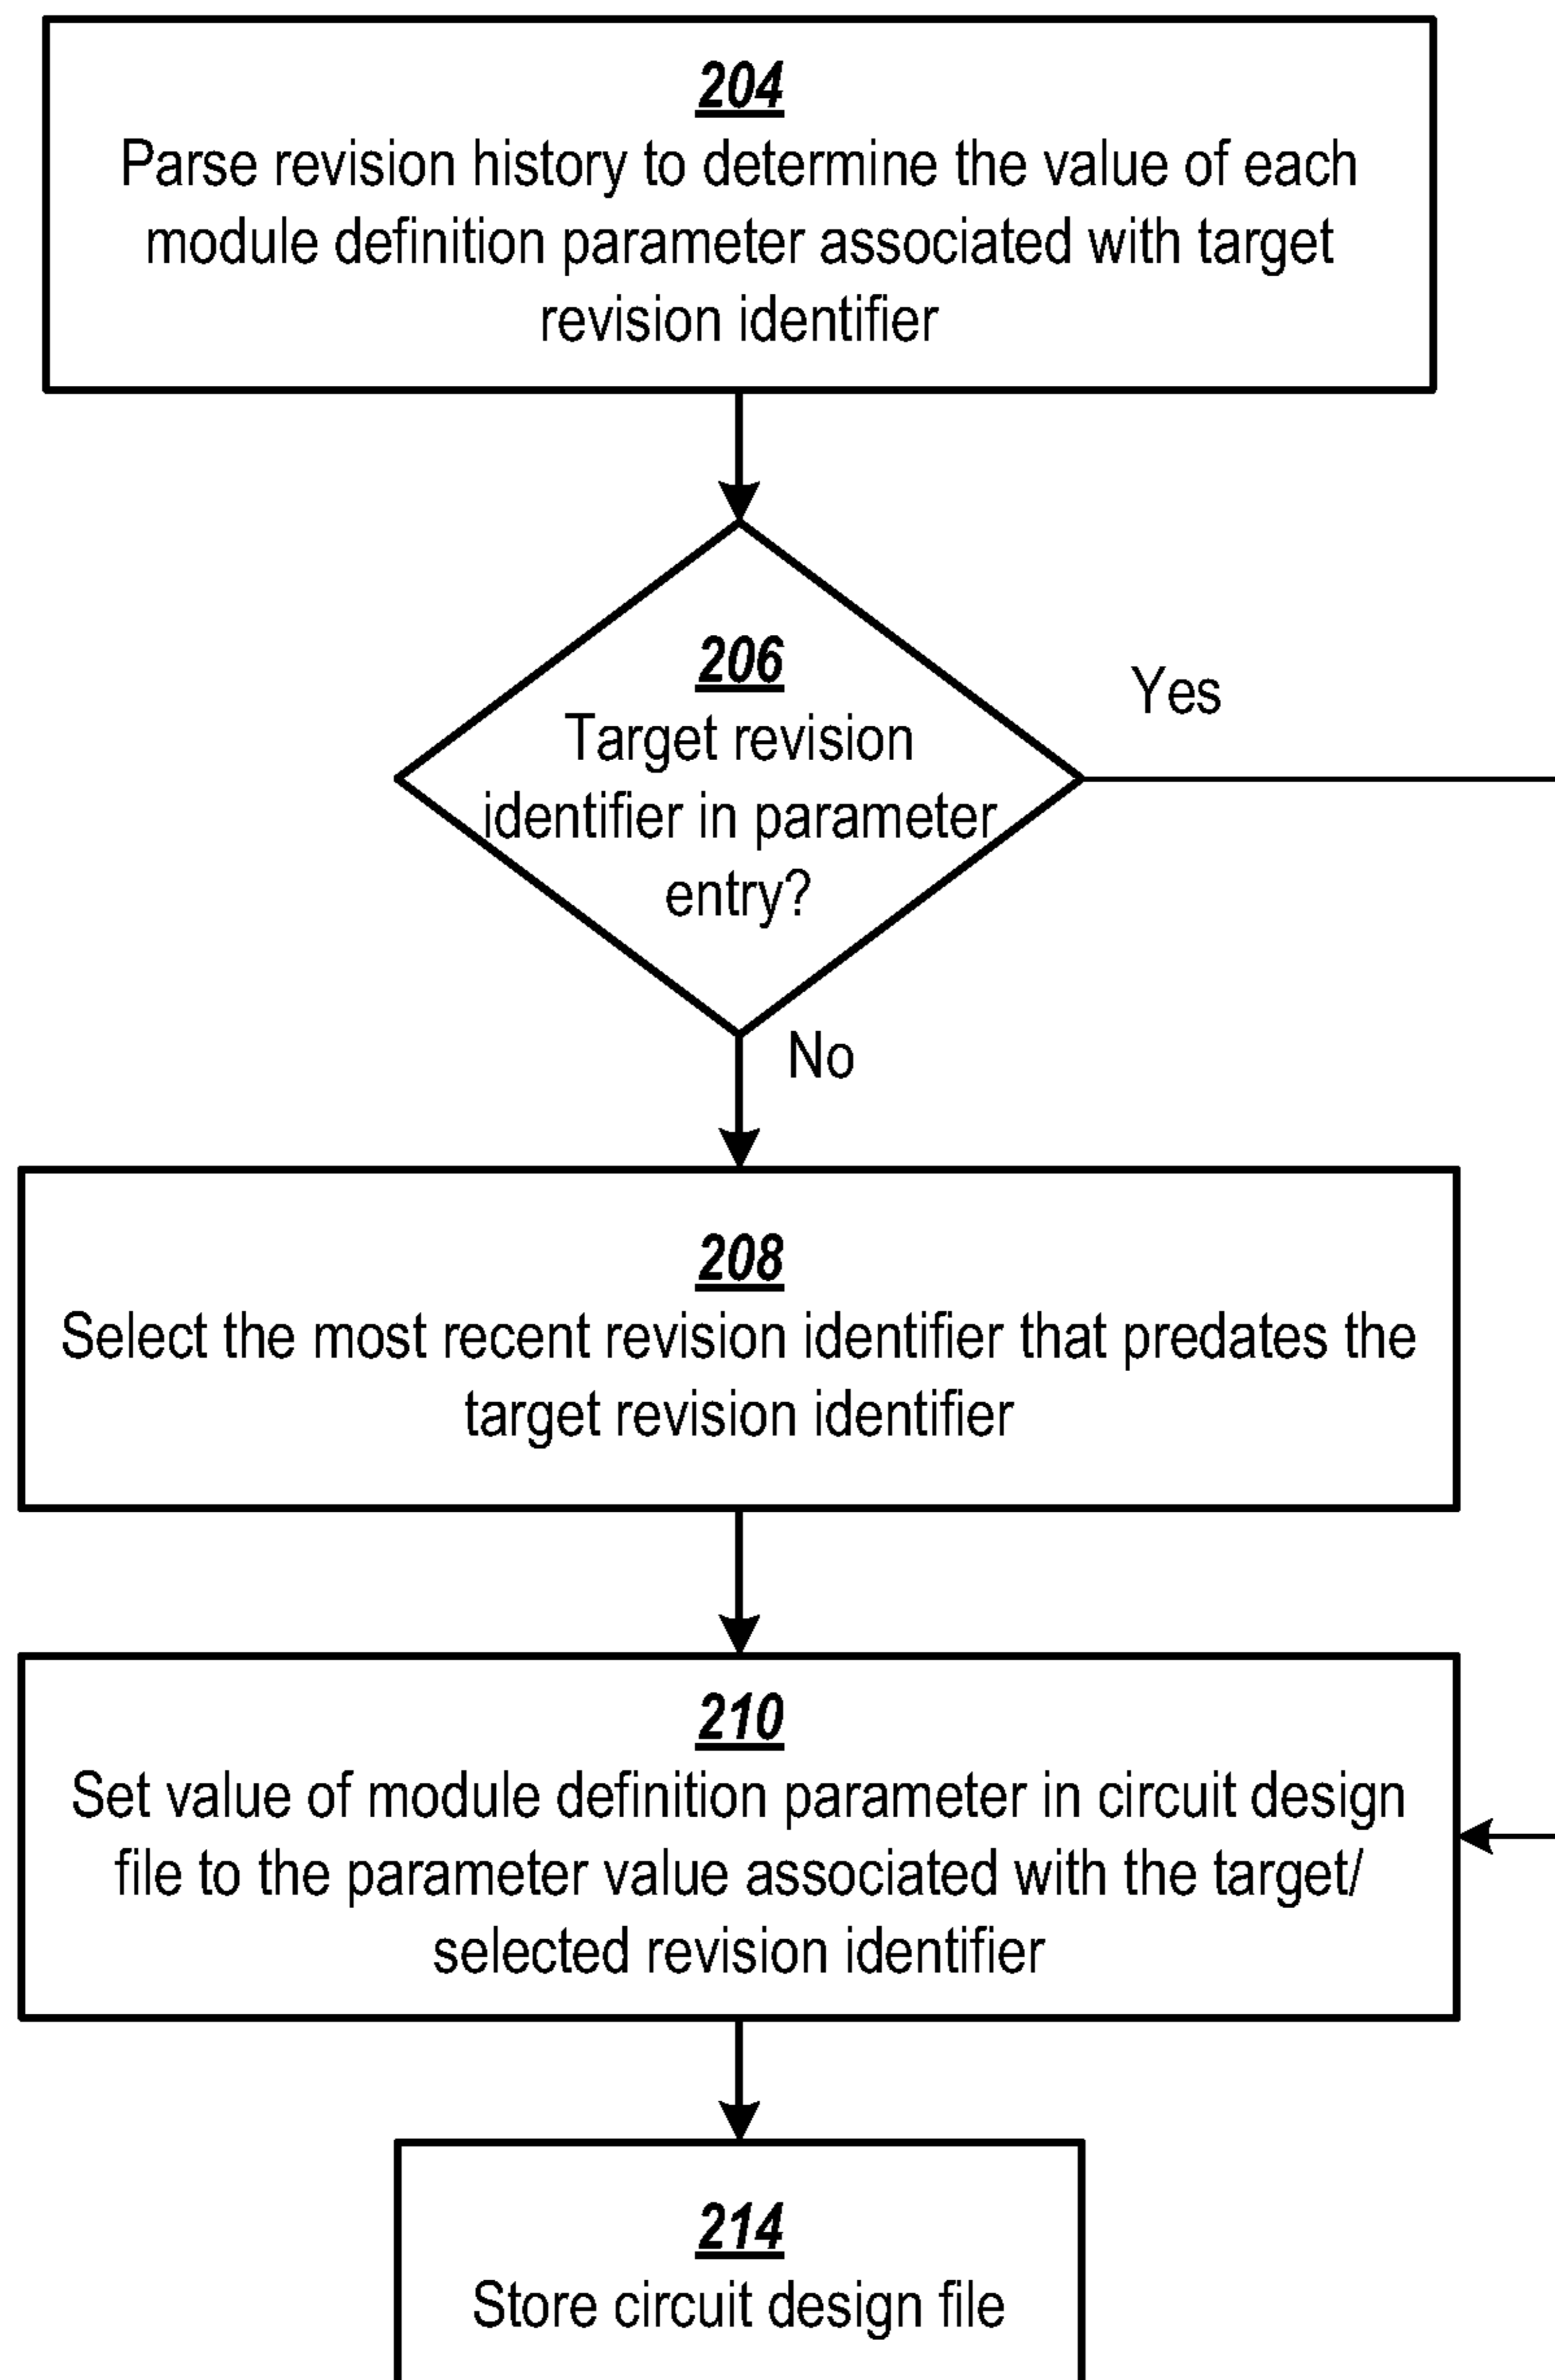 204
Parse revision history to determine the value of each
module definition parameter associated with target
revision identifier
206
Target revision
identifier in parameter
entry?
Yes
No
208
Select the most recent revision identifier that predates the
target revision identifier
210
Set value of module definition parameter in circuit design
file to the parameter value associated with the target/
selected revision identifier
214
Store circuit design file